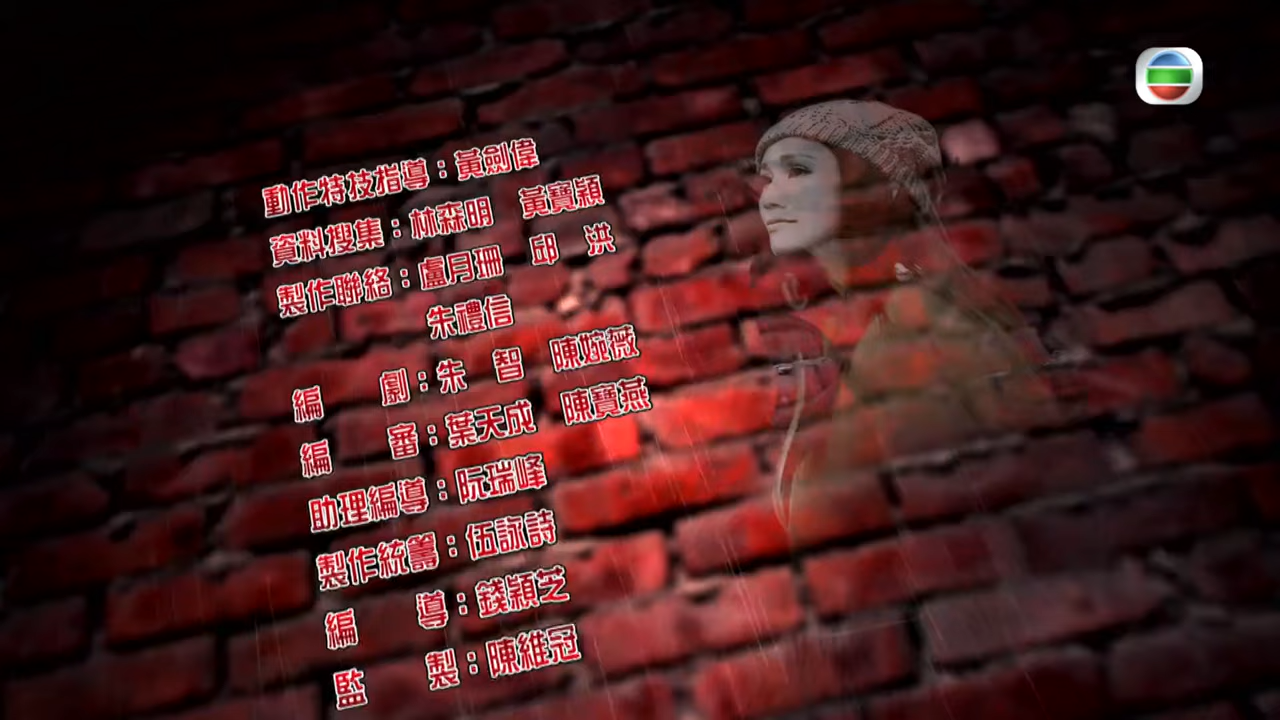 動作特技指導：黃劍偉
資料搜集：林森明　黃寶穎
製作聯絡：盧月珊　邱　洪
朱禮信
編　　劇：朱　智　陳婉薇
編　　審：葉天成　陳寶燕
助理編導：阮瑞峰
製作統籌：伍詠詩
編　　導：錢穎芝
監　　製：陳維冠